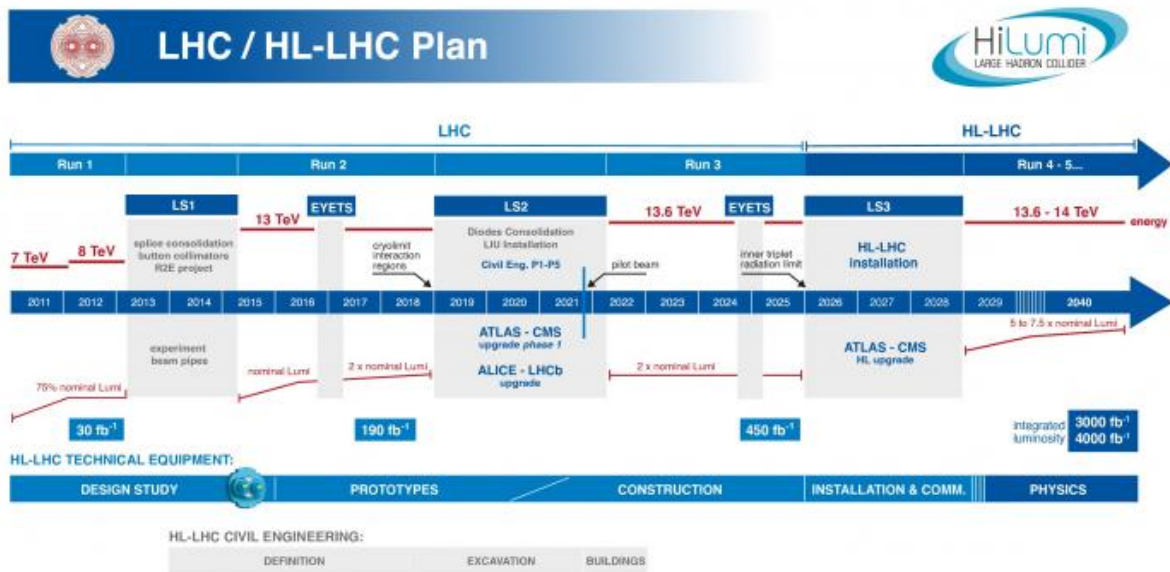 LHC / HL-LHC Plan
HiLumi
LARGE HADRON COLLIDER
LHC
HL-LHC
Run 1
Run 2
Run 3
Run 4 - 5...
LS1
EYETS
LS2
EYETS
LS3
13 TeV
13.6 TeV
13.6 - 14 TeV
energy
7 TeV
8 TeV
splice consolidation
button collimators
R2E project
cryolimit
interaction
regions
Diodes Consolidation
LIU Installation
Civil Eng. P1-P5
pilot beam
inner triplet
radiation limit
HL-LHC
installation
2011
2012
2013
2014
2015
2016
2017
2018
2019
2020
2021
2022
2023
2024
2025
2026
2027
2028
2029
2040
5 to 7.5 x nominal Lumi
experiment
beam pipes
ATLAS - CMS
upgrade phase 1
ALICE - LHCb
upgrade
ATLAS - CMS
HL upgrade
75% nominal Lumi
nominal Lumi
2 x nominal Lumi
2 x nominal Lumi
30 fb⁻¹
190 fb⁻¹
450 fb⁻¹
integrated
luminosity
3000 fb⁻¹
4000 fb⁻¹
HL-LHC TECHNICAL EQUIPMENT:
DESIGN STUDY
PROTOTYPES
CONSTRUCTION
INSTALLATION & COMM.
PHYSICS
HL-LHC CIVIL ENGINEERING:
DEFINITION
EXCAVATION
BUILDINGS